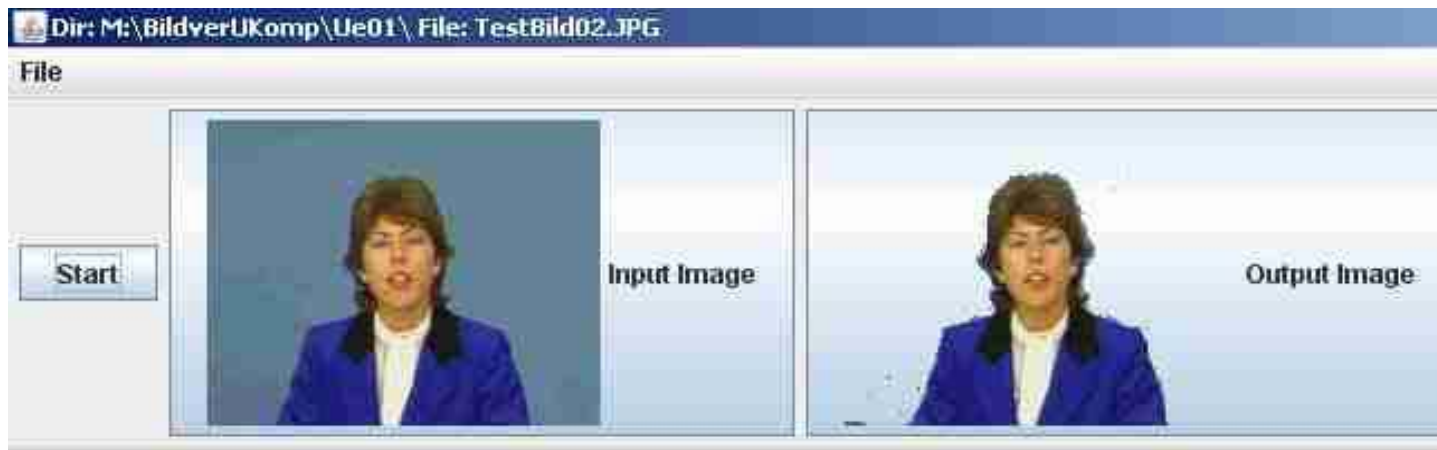 Dir: M:\BildverUKomp\Ue01\ File: TestBild02.JPG
File
Start
Input Image
Output Image